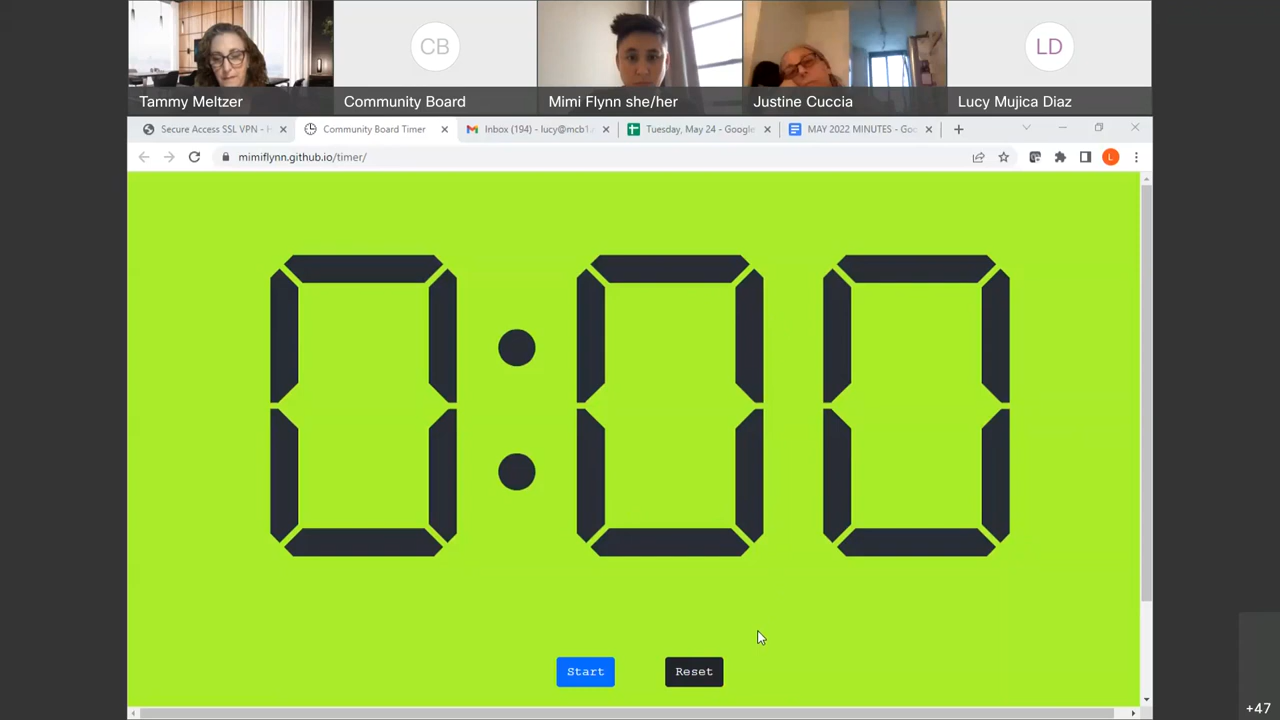 CB
LD
Tammy Meltzer
Community Board
Mimi Flynn she/her
Justine Cuccia
Lucy Mujica Diaz
Secure Access SSL VPN - H
Community Board Timer
Inbox (194) - lucy@mcb1.
Tuesday, May 24 - Google
MAY 2022 MINUTES - Goo
mimiflynn.github.io/timer/
L
0:00
Start
Reset
+47